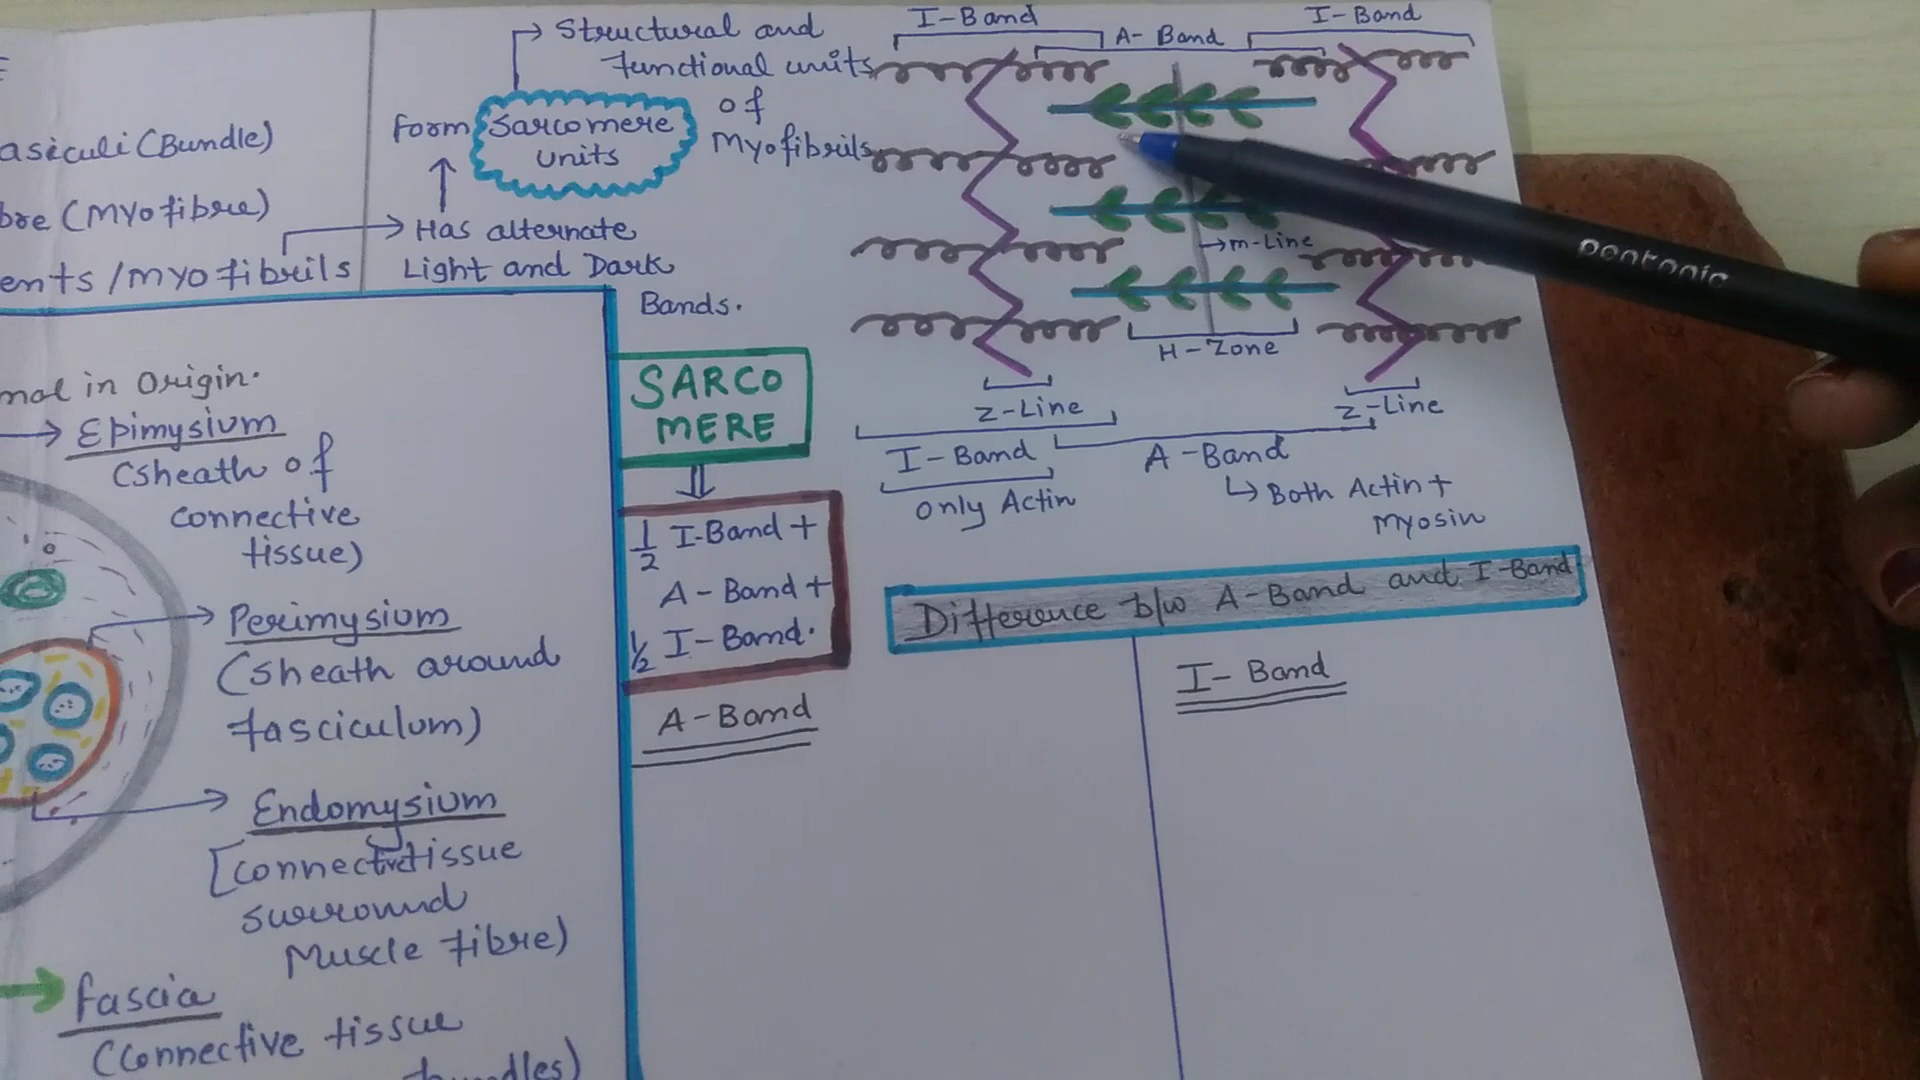 asiculi (Bundle)
bre (Myofibre)
ents / myofibrils
Structural and
functional units
of
Myofibrils
Form
Sarcomere
units
Has alternate
Light and Dark
Bands.
I-Band
A-Band
I-Band
m-Line
H-Zone
Z-Line
Z-Line
I-Band
A-Band
only Actin
Both Actin +
myosin
pentonic
mal in Origin.
Epimysium
(sheath of
connective
tissue)
Perimysium
(sheath around
fasciculum)
Endomysium
[connective tissue
surround
Muscle fibre)
fascia
(Connective tissue
SARCO
MERE
1/2 I-Band +
A-Band +
1/2 I-Band.
Difference b/w A-Band and I-Band
A-Band
I-Band